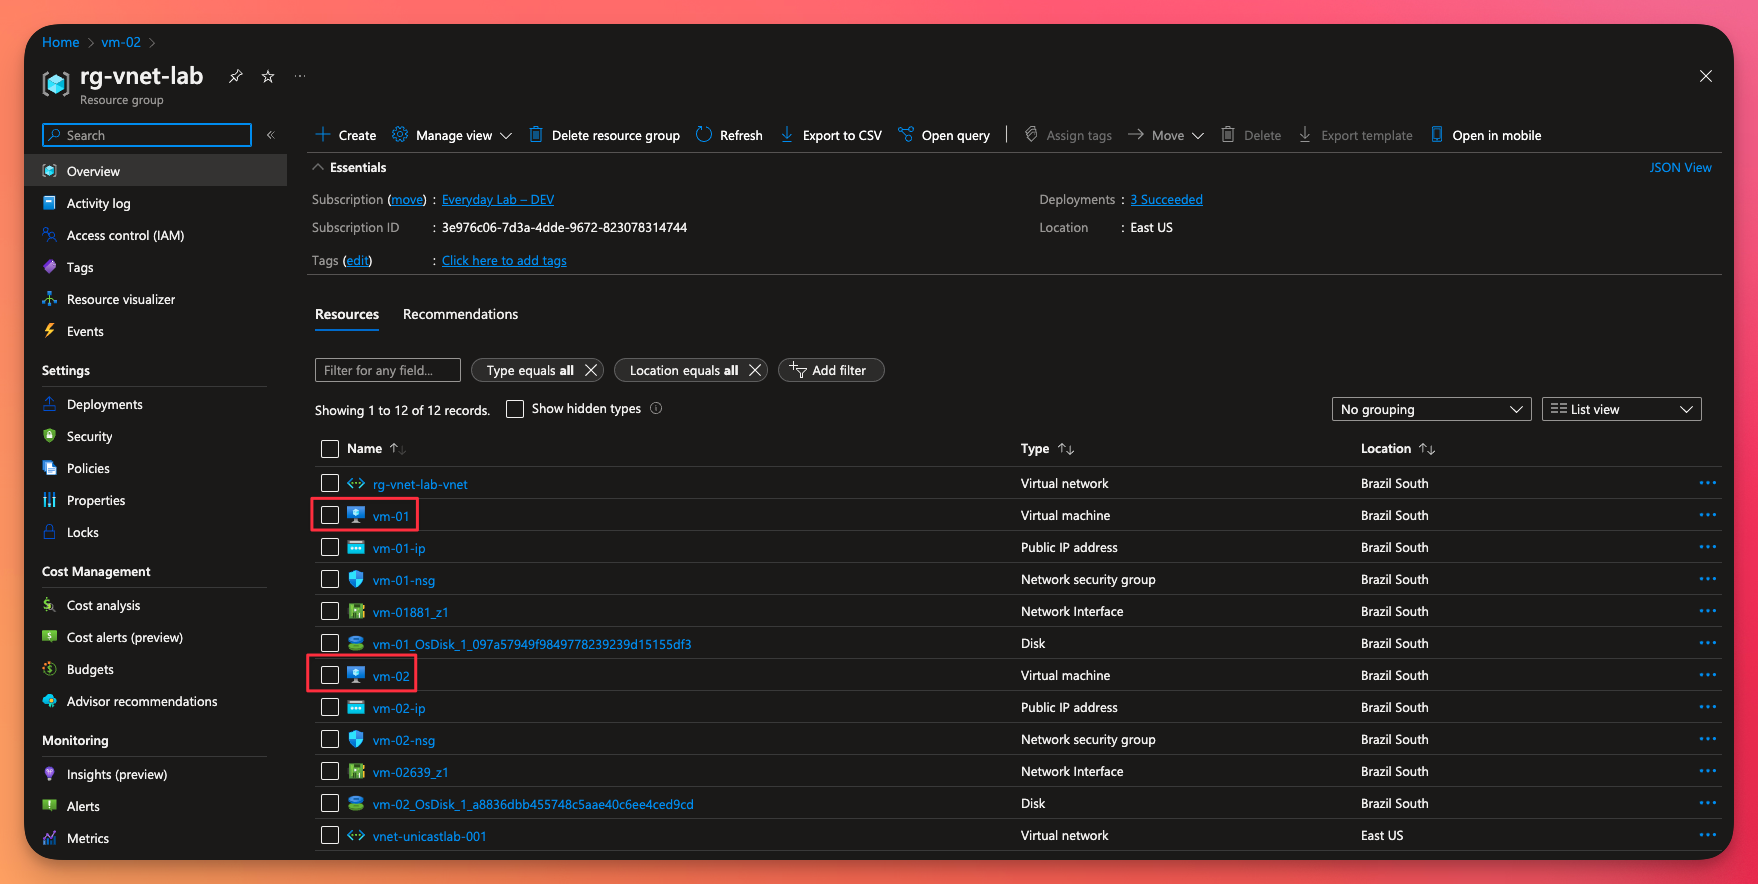 Home > vm-02 >
rg-vnet-lab
Resource group
Search
Overview
Activity log
Access control (IAM)
Tags
Resource visualizer
Events
Settings
Deployments
Security
Policies
Properties
Locks
Cost Management
Cost analysis
Cost alerts (preview)
Budgets
Advisor recommendations
Monitoring
Insights (preview)
Alerts
Metrics
Create Manage view Delete resource group Refresh Export to CSV Open query Assign tags Move Delete Export template Open in mobile
Essentials JSON View
Subscription (move) : Everyday Lab – DEV Deployments : 3 Succeeded
Subscription ID : 3e976c06-7d3a-4dde-9672-823078314744 Location : East US
Tags (edit) : Click here to add tags
Resources Recommendations
Filter for any field... Type equals all Location equals all Add filter
Showing 1 to 12 of 12 records. Show hidden types No grouping List view
Name Type Location
rg-vnet-lab-vnet Virtual network Brazil South
vm-01 Virtual machine Brazil South
vm-01-ip Public IP address Brazil South
vm-01-nsg Network security group Brazil South
vm-01881_z1 Network Interface Brazil South
vm-01_OsDisk_1_097a57949f9849778239239d15155df3 Disk Brazil South
vm-02 Virtual machine Brazil South
vm-02-ip Public IP address Brazil South
vm-02-nsg Network security group Brazil South
vm-02639_z1 Network Interface Brazil South
vm-02_OsDisk_1_a8836dbb455748c5aae40c6ee4ced9cd Disk Brazil South
vnet-unicastlab-001 Virtual network East US